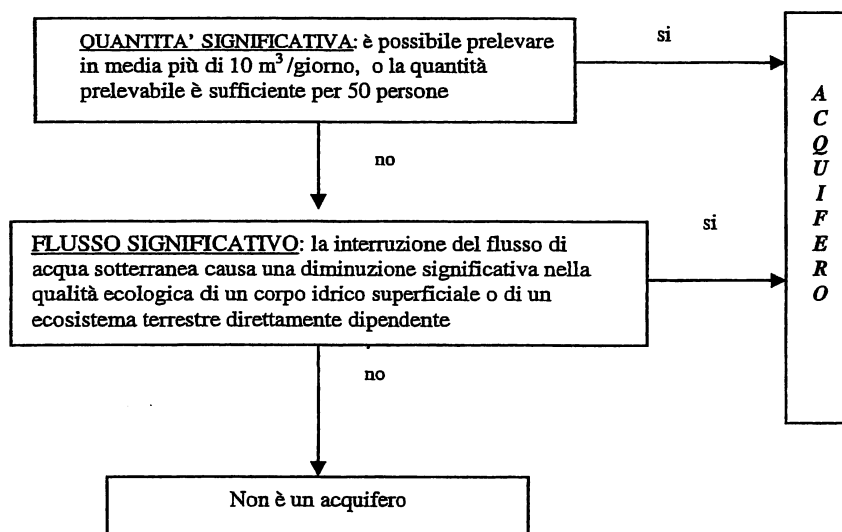 QUANTITA' SIGNIFICATIVA: è possibile prelevare
in media più di 10 m³/giorno, o la quantità
prelevabile è sufficiente per 50 persone
si
no
FLUSSO SIGNIFICATIVO: la interruzione del flusso di
acqua sotterranea causa una diminuzione significativa nella
qualità ecologica di un corpo idrico superficiale o di un
ecosistema terrestre direttamente dipendente
si
no
Non è un acquifero
A
C
Q
U
I
F
E
R
O